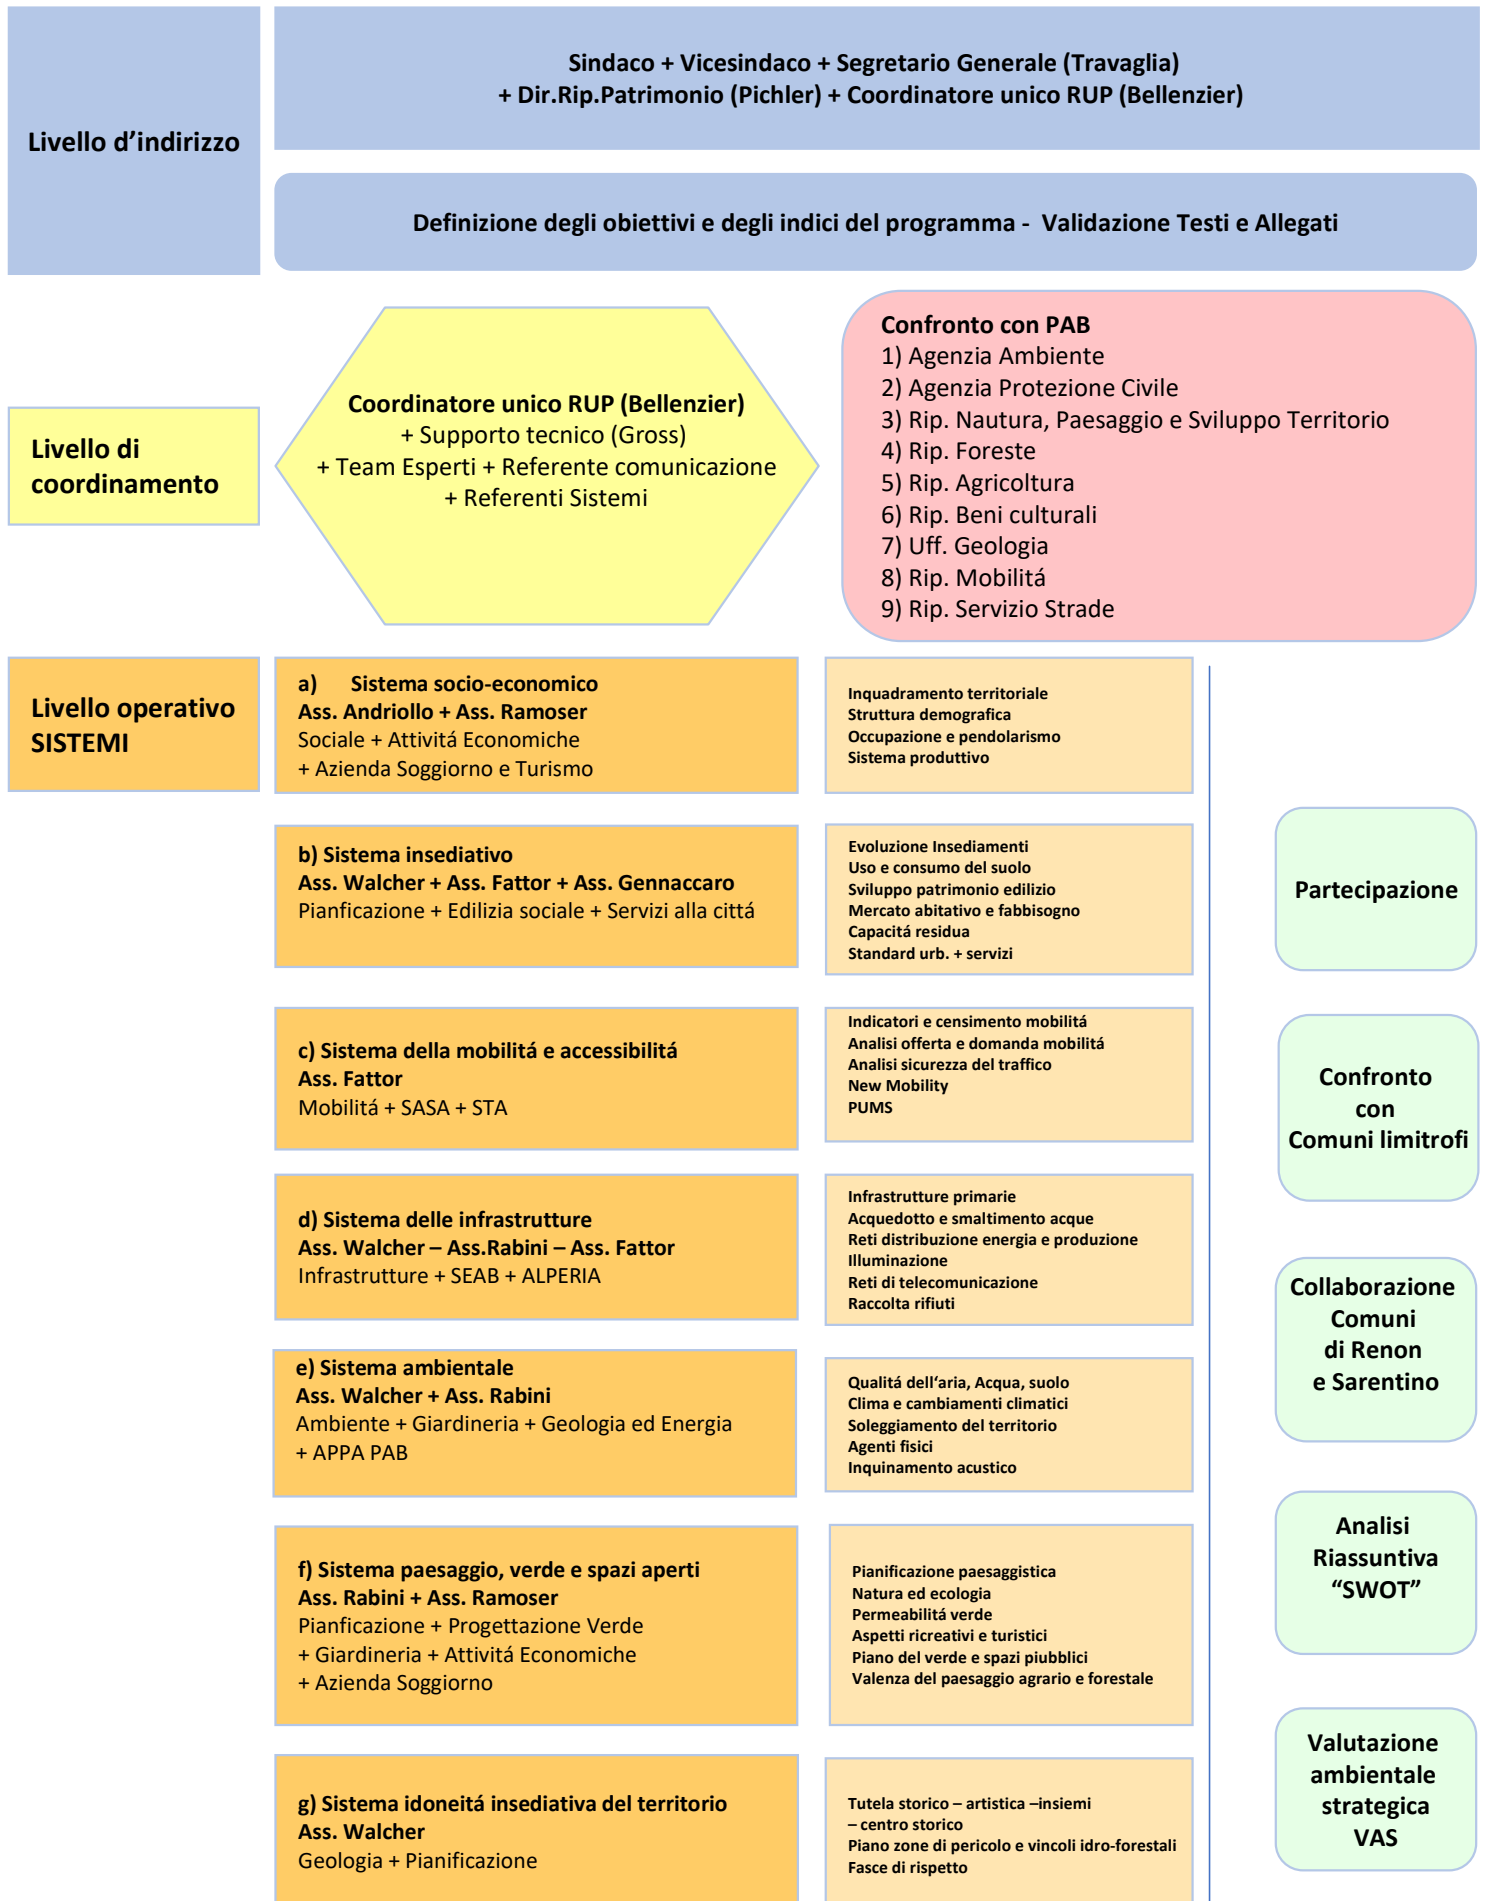 Livello d’indirizzo
Sindaco + Vicesindaco + Segretario Generale (Travaglia)
+ Dir.Rip.Patrimonio (Pichler) + Coordinatore unico RUP (Bellenzier)
Definizione degli obiettivi e degli indici del programma - Validazione Testi e Allegati
Livello di
coordinamento
Coordinatore unico RUP (Bellenzier)
+ Supporto tecnico (Gross)
+ Team Esperti + Referente comunicazione
+ Referenti Sistemi
Confronto con PAB
1) Agenzia Ambiente
2) Agenzia Protezione Civile
3) Rip. Nautura, Paesaggio e Sviluppo Territorio
4) Rip. Foreste
5) Rip. Agricoltura
6) Rip. Beni culturali
7) Uff. Geologia
8) Rip. Mobilitá
9) Rip. Servizio Strade
Livello operativo
SISTEMI
a) Sistema socio-economico
Ass. Andriollo + Ass. Ramoser
Sociale + Attivitá Economiche
+ Azienda Soggiorno e Turismo
Inquadramento territoriale
Struttura demografica
Occupazione e pendolarismo
Sistema produttivo
b) Sistema insediativo
Ass. Walcher + Ass. Fattor + Ass. Gennaccaro
Pianficazione + Edilizia sociale + Servizi alla cittá
Evoluzione Insediamenti
Uso e consumo del suolo
Sviluppo patrimonio edilizio
Mercato abitativo e fabbisogno
Capacitá residua
Standard urb. + servizi
c) Sistema della mobilitá e accessibilitá
Ass. Fattor
Mobilitá + SASA + STA
Indicatori e censimento mobilitá
Analisi offerta e domanda mobilitá
Analisi sicurezza del traffico
New Mobility
PUMS
d) Sistema delle infrastrutture
Ass. Walcher – Ass.Rabini – Ass. Fattor
Infrastrutture + SEAB + ALPERIA
Infrastrutture primarie
Acquedotto e smaltimento acque
Reti distribuzione energia e produzione
Illuminazione
Reti di telecomunicazione
Raccolta rifiuti
e) Sistema ambientale
Ass. Walcher + Ass. Rabini
Ambiente + Giardineria + Geologia ed Energia
+ APPA PAB
Qualitá dell‘aria, Acqua, suolo
Clima e cambiamenti climatici
Soleggiamento del territorio
Agenti fisici
Inquinamento acustico
f) Sistema paesaggio, verde e spazi aperti
Ass. Rabini + Ass. Ramoser
Pianficazione + Progettazione Verde
+ Giardineria + Attivitá Economiche
+ Azienda Soggiorno
Pianificazione paesaggistica
Natura ed ecologia
Permeabilitá verde
Aspetti ricreativi e turistici
Piano del verde e spazi piubblici
Valenza del paesaggio agrario e forestale
g) Sistema idoneitá insediativa del territorio
Ass. Walcher
Geologia + Pianificazione
Tutela storico – artistica –insiemi
– centro storico
Piano zone di pericolo e vincoli idro-forestali
Fasce di rispetto
Partecipazione
Confronto
con
Comuni limitrofi
Collaborazione
Comuni
di Renon
e Sarentino
Analisi
Riassuntiva
“SWOT”
Valutazione
ambientale
strategica
VAS